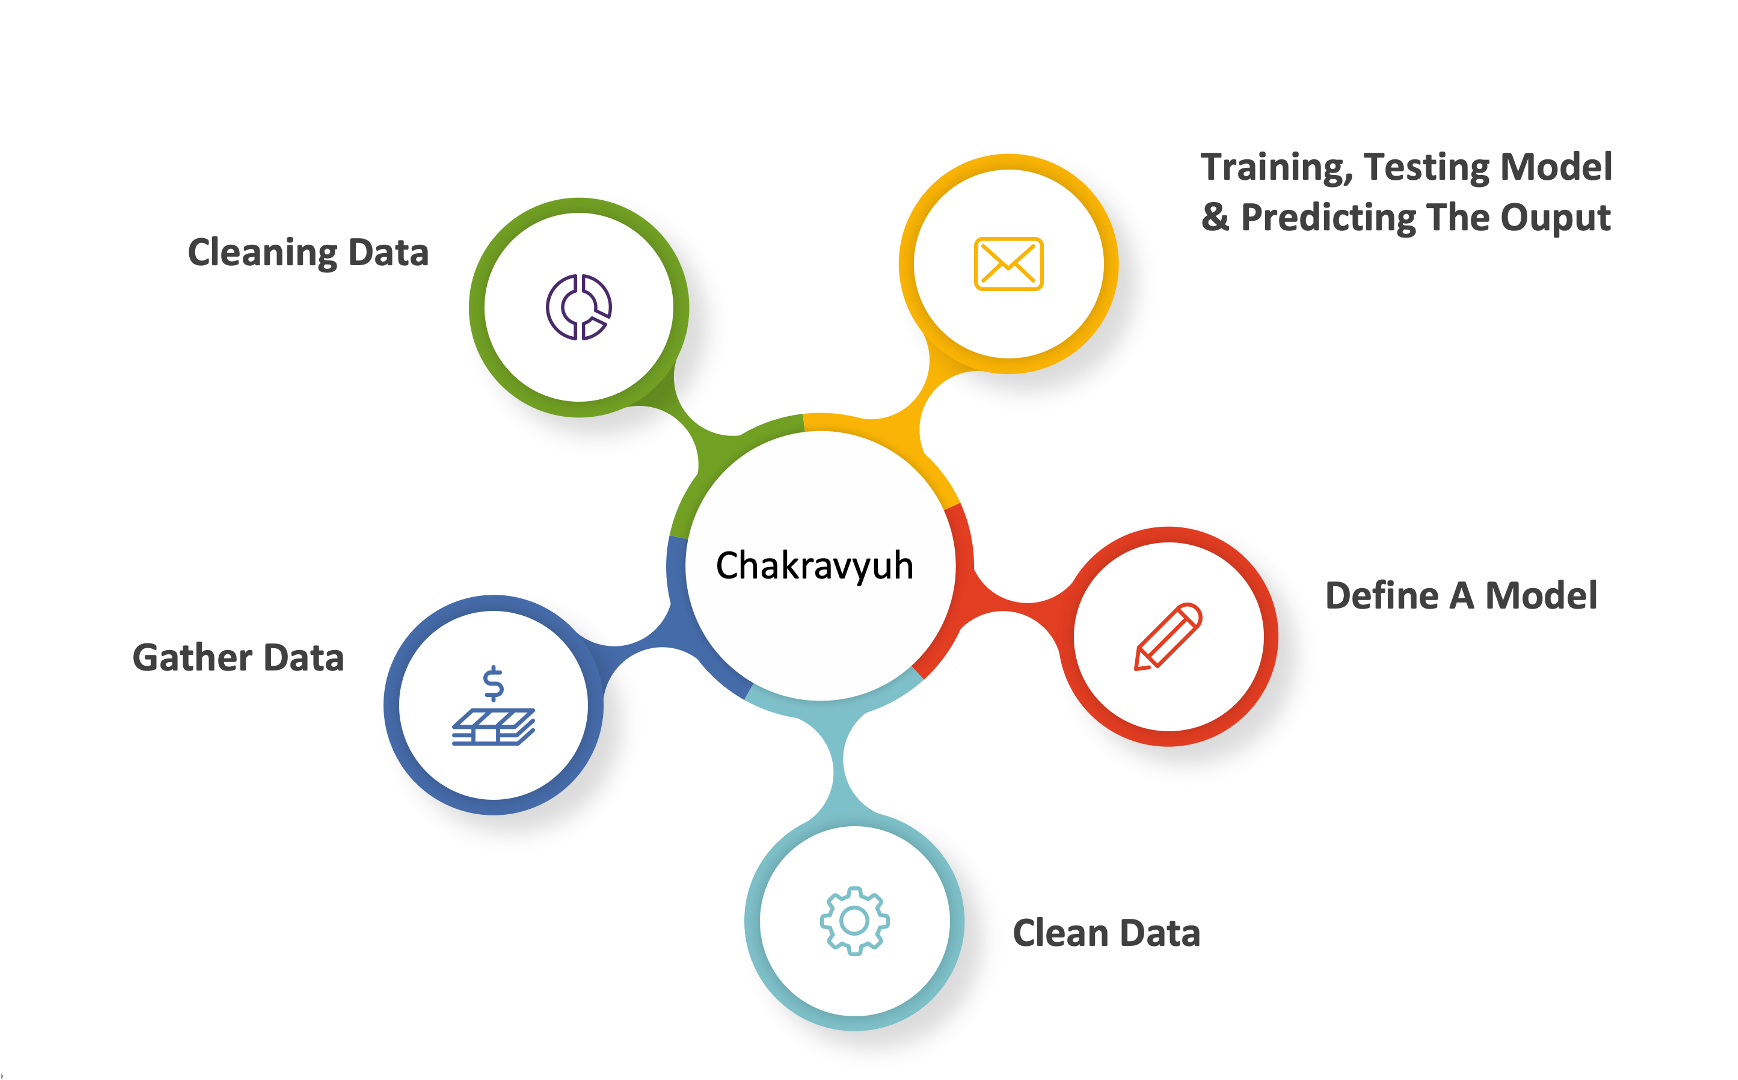 Training, Testing Model
& Predicting The Ouput
Cleaning Data
Chakravyuh
Define A Model
Gather Data
$
Clean Data